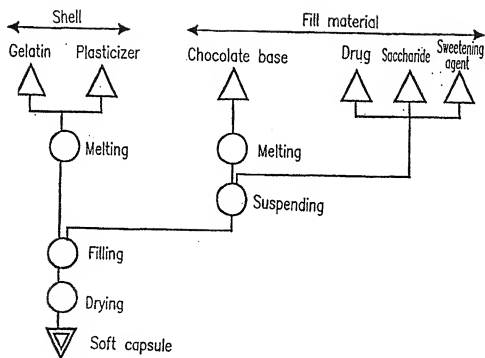 Shell
Fill material
Gelatin
Plasticizer
Chocolate base
Drug
Saccharide
Sweetening
agent
Melting
Melting
Suspending
Filling
Drying
Soft capsule